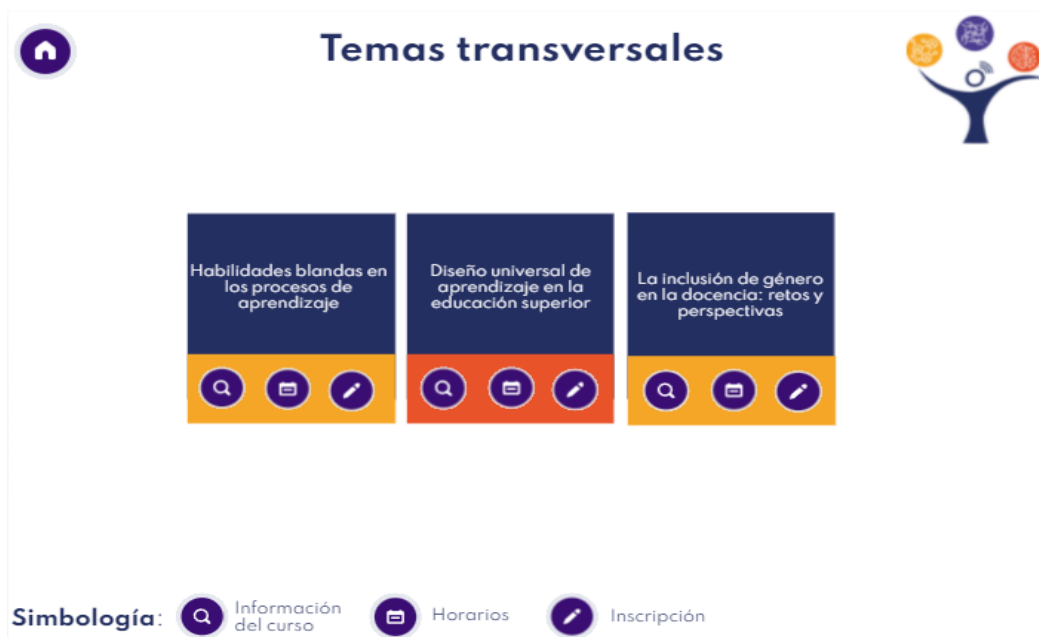 Temas transversales
Habilidades blandas en
los procesos de
aprendizaje
Diseño universal de
aprendizaje en la
educación superior
La inclusión de género
en la docencia: retos y
perspectivas
Simbología:
Información
del curso
Horarios
Inscripción